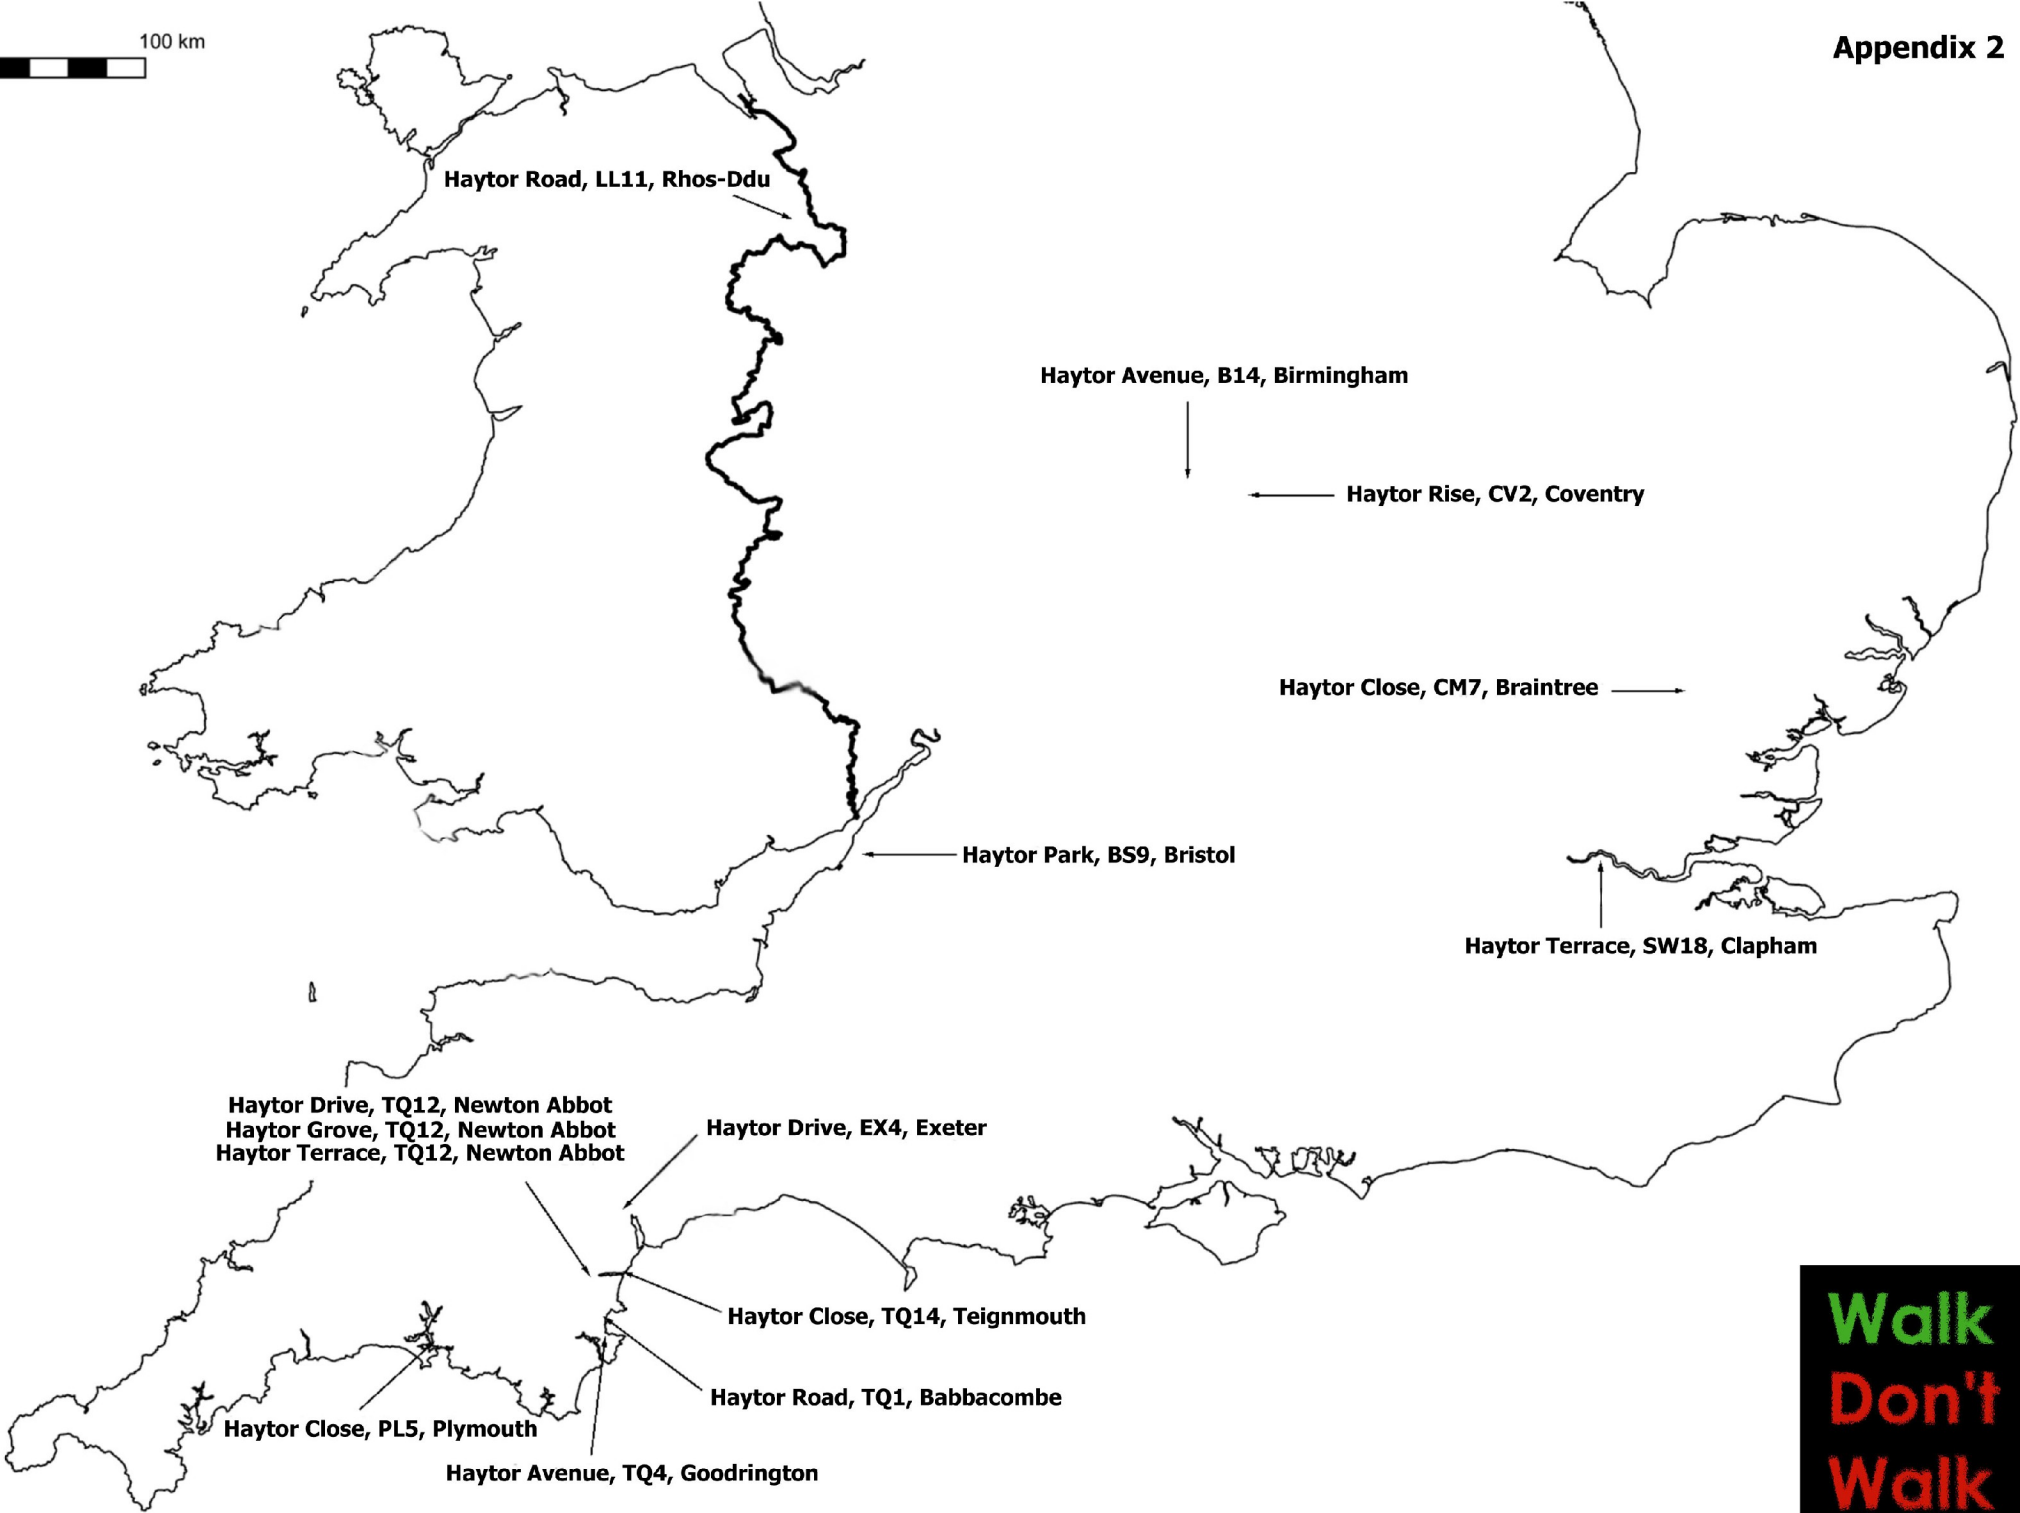 100 km
Appendix 2
Haytor Road, LL11, Rhos-Ddu
Haytor Avenue, B14, Birmingham
Haytor Rise, CV2, Coventry
Haytor Close, CM7, Braintree
Haytor Park, BS9, Bristol
Haytor Terrace, SW18, Clapham
Haytor Drive, TQ12, Newton Abbot
Haytor Grove, TQ12, Newton Abbot
Haytor Terrace, TQ12, Newton Abbot
Haytor Drive, EX4, Exeter
Haytor Close, TQ14, Teignmouth
Haytor Road, TQ1, Babbacombe
Haytor Close, PL5, Plymouth
Haytor Avenue, TQ4, Goodrington
Walk
Don't
Walk